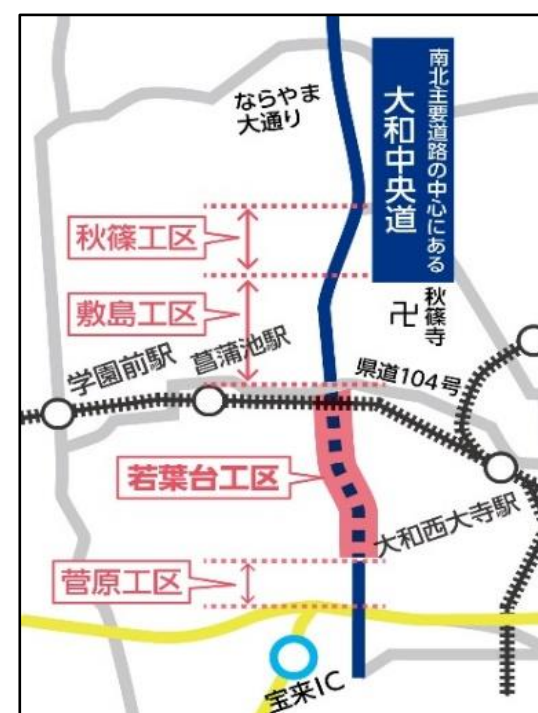 ならやま
大通り
南北主要道路の中心にある
大和中央道
秋篠工区
敷島工区
卍
秋篠寺
学園前駅
菖蒲池駅
県道104号
若葉台工区
大和西大寺駅
菅原工区
宝来IC